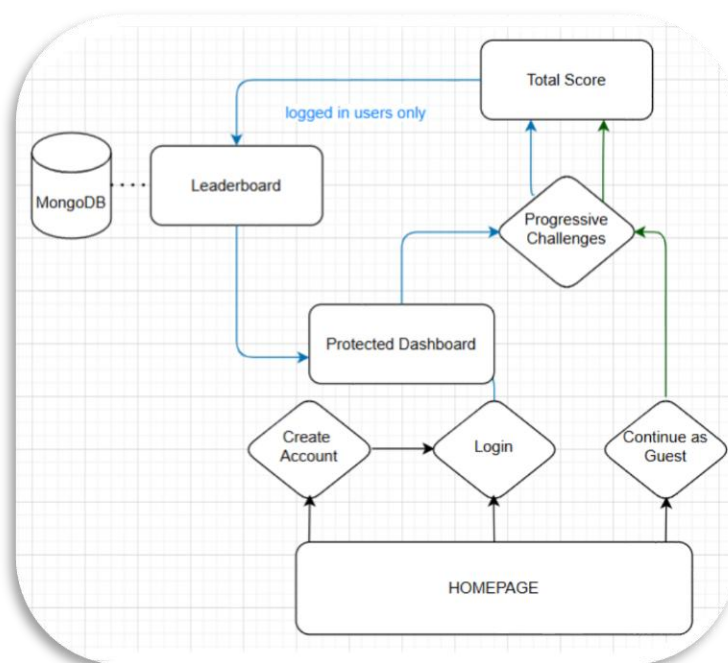 Total Score
logged in users only
MongoDB
Leaderboard
Progressive
Challenges
Protected Dashboard
Create
Account
Login
Continue as
Guest
HOMEPAGE